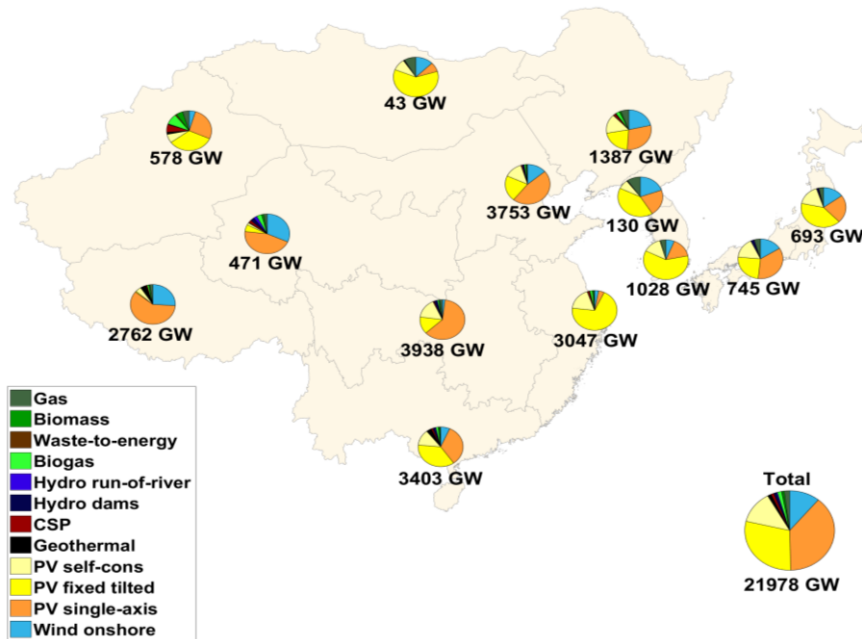 43 GW
578 GW
1387 GW
3753 GW
130 GW
693 GW
471 GW
1028 GW
745 GW
2762 GW
3938 GW
3047 GW
3403 GW
Gas
Biomass
Waste-to-energy
Biogas
Hydro run-of-river
Hydro dams
CSP
Geothermal
PV self-cons
PV fixed tilted
PV single-axis
Wind onshore
Total
21978 GW